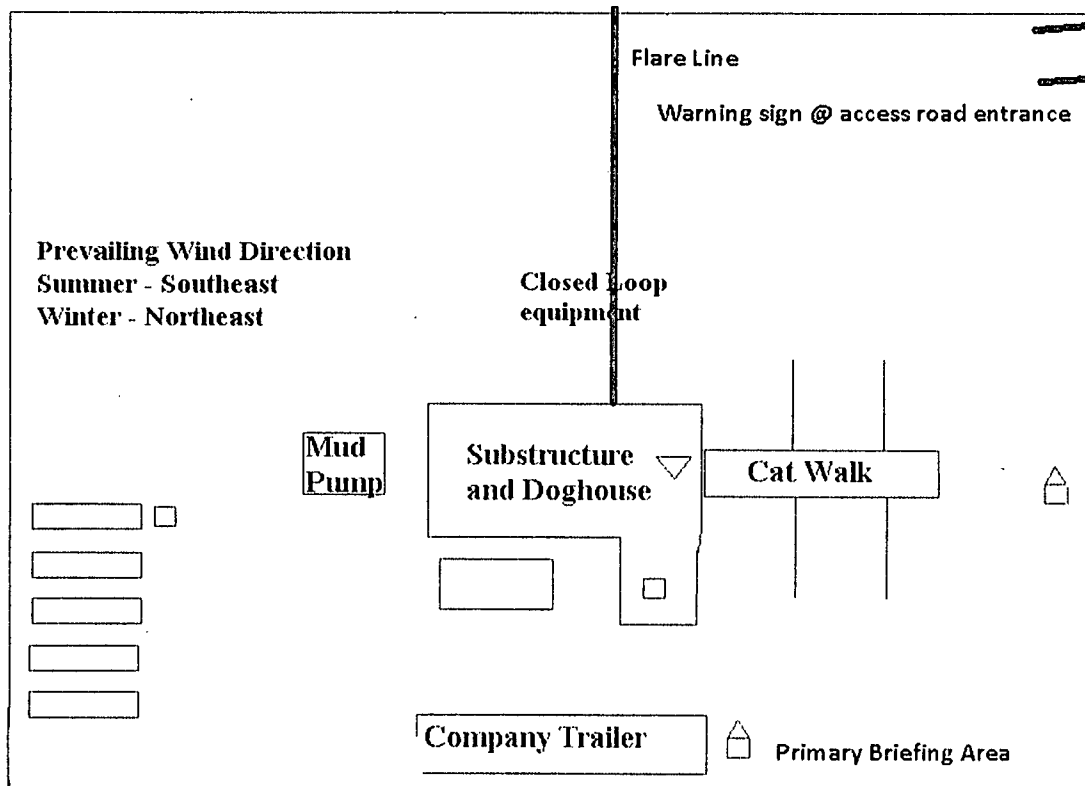 Flare Line
Warning sign @ access road entrance
Prevailing Wind Direction
Summer - Southeast
Winter - Northeast
Closed Loop
equipment
Mud
Pump
Substructure
and Doghouse
Cat Walk
Company Trailer
Primary Briefing Area